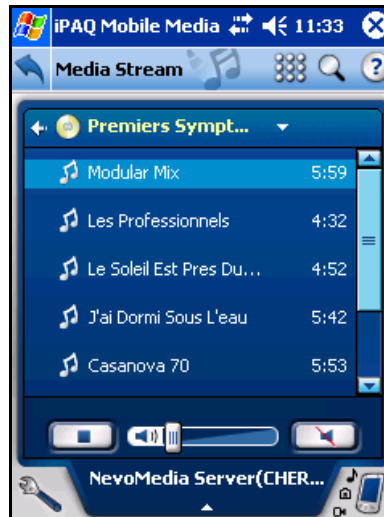 iPAQ Mobile Media 11:33
Media Stream ?
Premiers Sympt...
Modular Mix 5:59
Les Professionnels 4:32
Le Soleil Est Pres Du... 4:52
J'ai Dormi Sous L'eau 5:42
Casanova 70 5:53
NevoMedia Server(CHER...